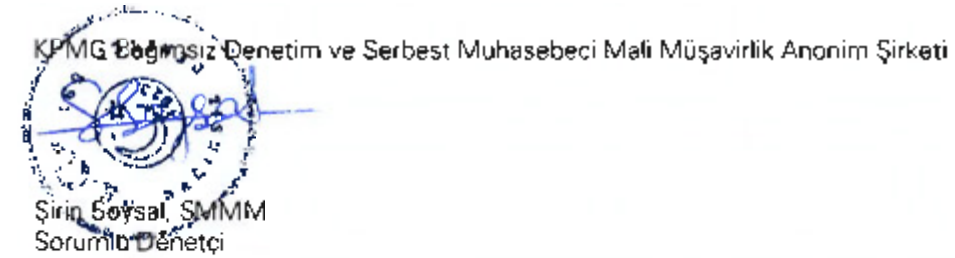 KPMG Bağımsız Denetim ve Serbest Muhasebeci Mali Müşavirlik Anonim Şirketi
Şirin Soysal, SMMM
Sorumlu Denetçi